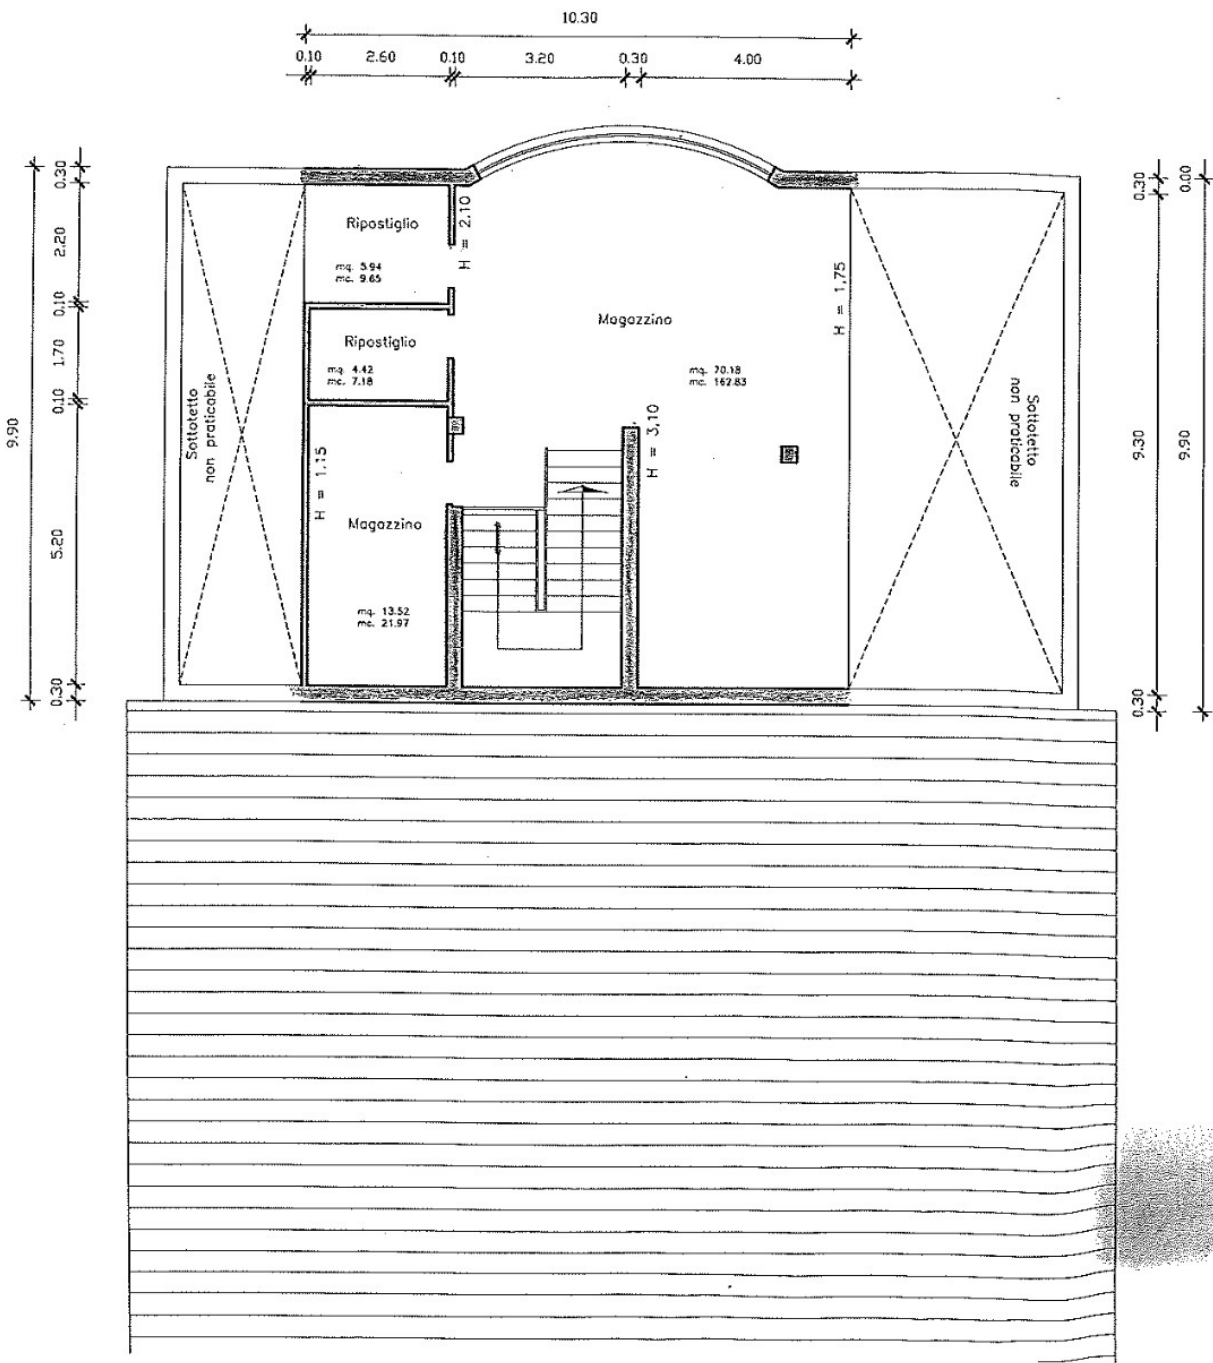 10.30
0.10 2.60 0.10 3.20 0.30 4.00
9.90
0.30
2.20
0.10
1.70
0.10
5.20
0.30
Ripostiglio
mq. 5.94
mc. 9.65
H = 2.10
Ripostiglio
mq. 4.42
mc. 7.18
Magazzino
mq. 70.18
mc. 162.83
H = 1.75
Sottotetto
non praticabile
H = 1.15
Magazzino
mq. 13.52
mc. 21.97
H = 3.10
Sottotetto
non praticabile
0.30
9.30
0.30
0.00
9.90